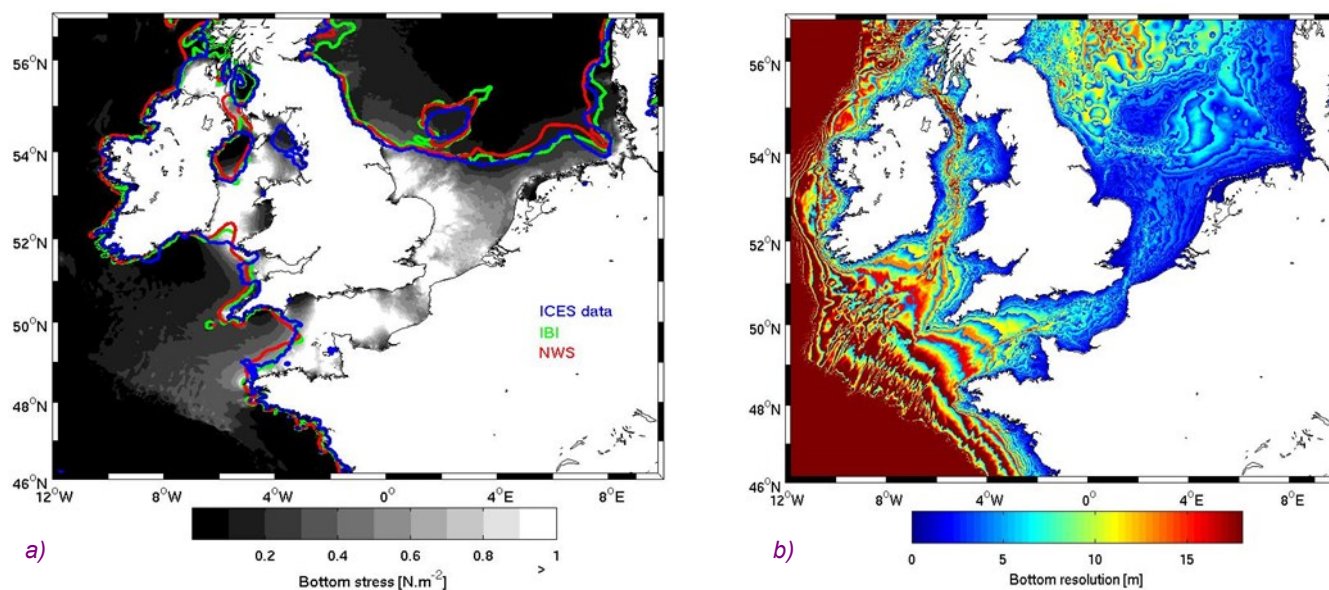 56°N
54°N
52°N
50°N
48°N
46°N
12°W
8°W
4°W
0°
4°E
8°E
ICES data
IBI
NWS
0.2
0.4
0.6
0.8
1
>
Bottom stress [N.m⁻²]
a)
56°N
54°N
52°N
50°N
48°N
46°N
12°W
8°W
4°W
0°
4°E
8°E
0
5
10
15
Bottom resolution [m]
b)